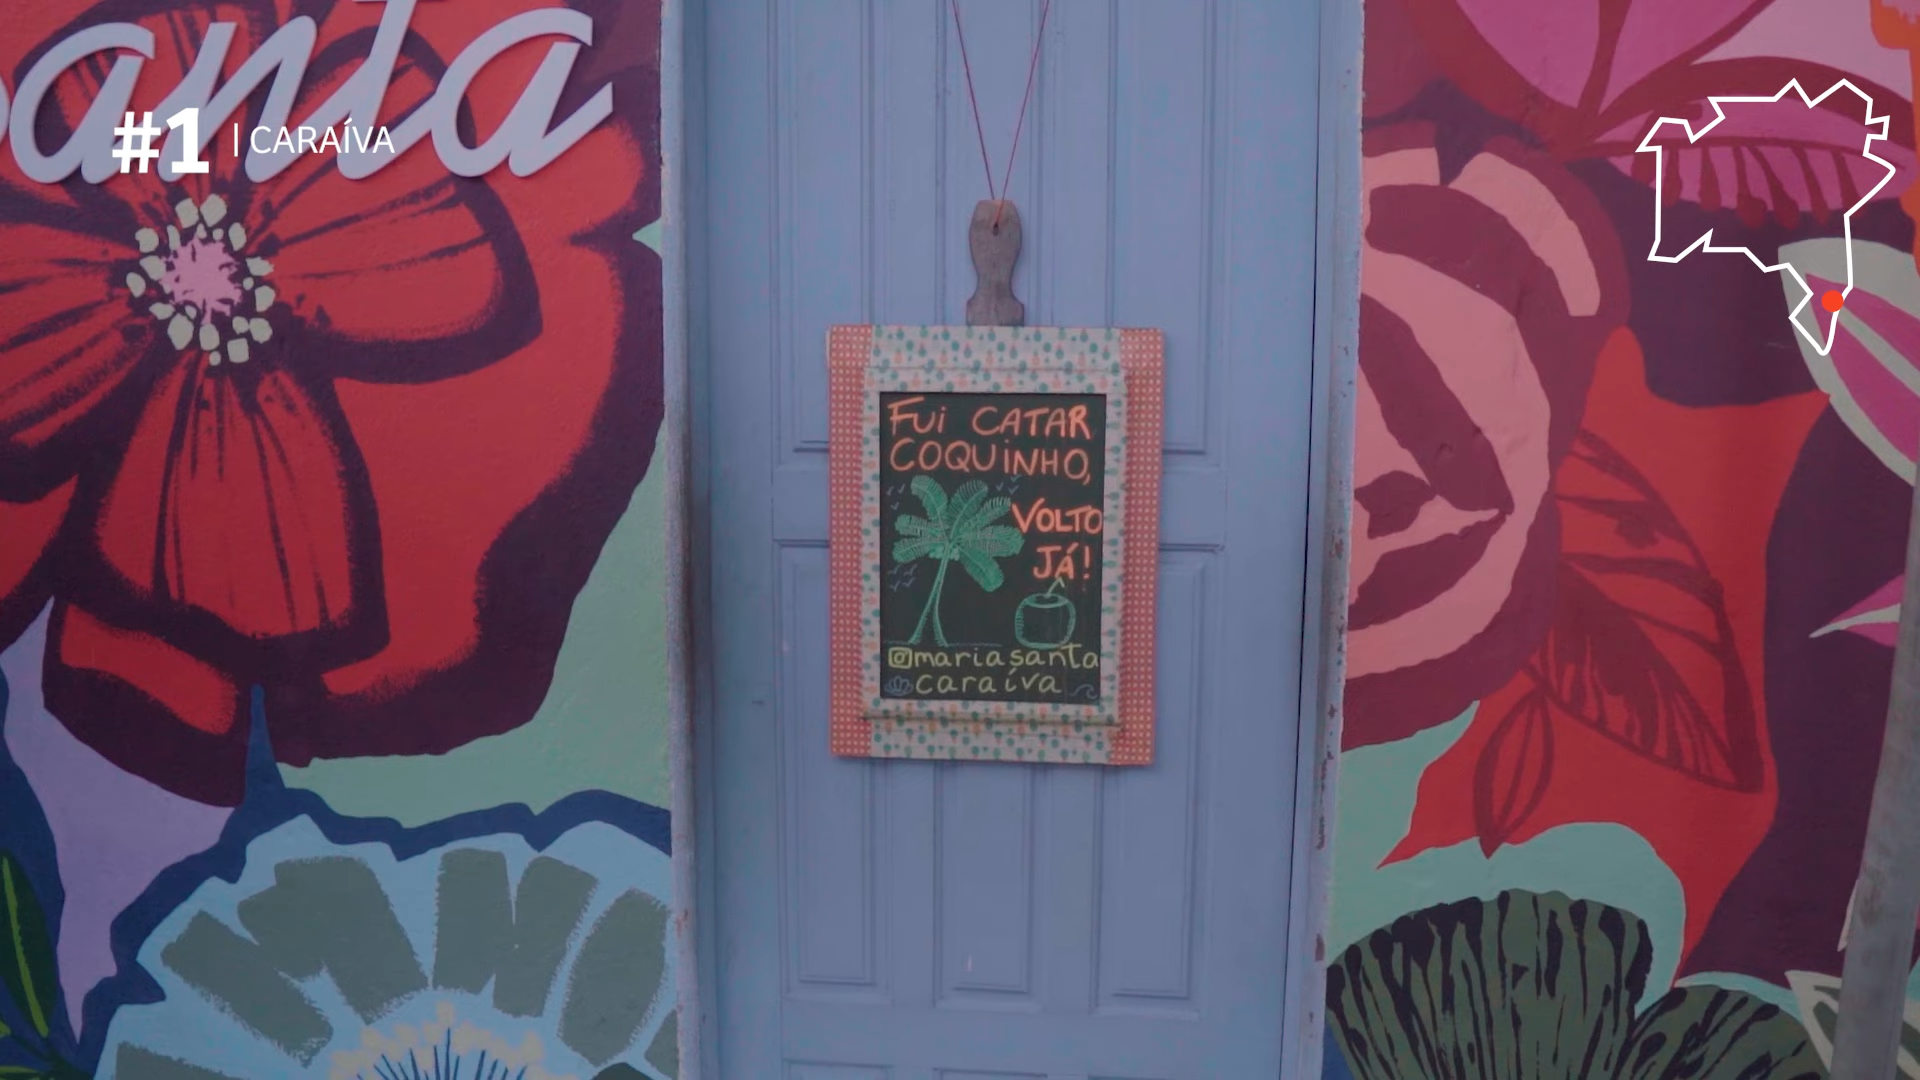 anta
#1 | CARAÍVA
FUi CATAR
COQUiNHO,
VOLTO
JÁ!
@mariasanta
caraíva